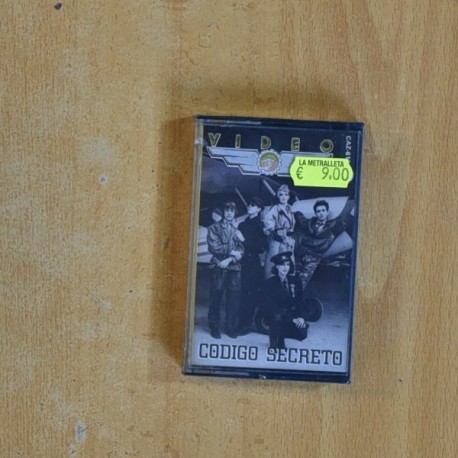 VIDEO
LA METRALLETA
€ 9,00
CODIGO SECRETO